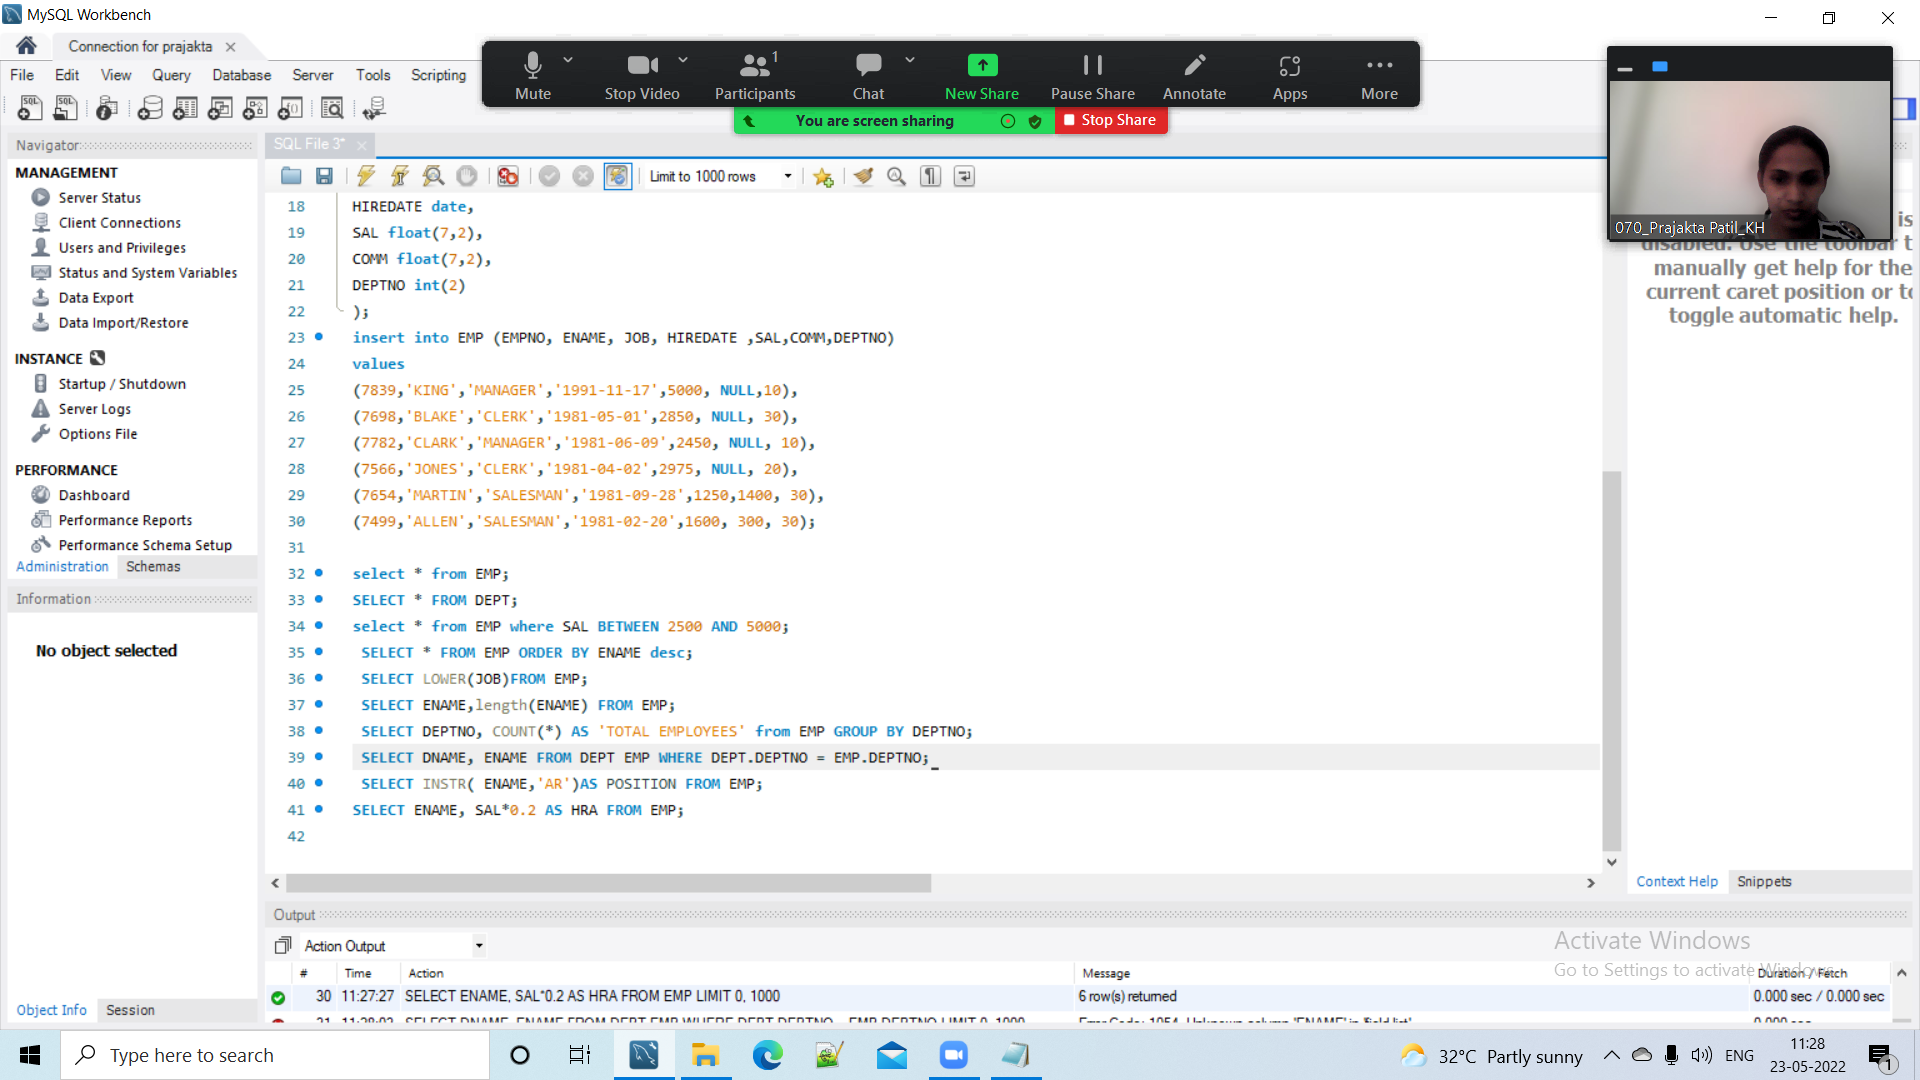 MySQL Workbench
Connection for prajakta
File Edit View Query Database Server Tools Scripting
Mute Stop Video Participants 1 Chat New Share Pause Share Annotate Apps More
You are screen sharing Stop Share
070_Prajakta Patil_KH
Navigator
MANAGEMENT
Server Status
Client Connections
Users and Privileges
Status and System Variables
Data Export
Data Import/Restore
INSTANCE
Startup / Shutdown
Server Logs
Options File
PERFORMANCE
Dashboard
Performance Reports
Performance Schema Setup
Administration Schemas
Information
No object selected
Object Info Session
SQL File 3*
Limit to 1000 rows
18 HIREDATE date,
19 SAL float(7,2),
20 COMM float(7,2),
21 DEPTNO int(2)
22 );
23 insert into EMP (EMPNO, ENAME, JOB, HIREDATE ,SAL,COMM,DEPTNO)
24 values
25 (7839,'KING','MANAGER','1991-11-17',5000, NULL,10),
26 (7698,'BLAKE','CLERK','1981-05-01',2850, NULL, 30),
27 (7782,'CLARK','MANAGER','1981-06-09',2450, NULL, 10),
28 (7566,'JONES','CLERK','1981-04-02',2975, NULL, 20),
29 (7654,'MARTIN','SALESMAN','1981-09-28',1250,1400, 30),
30 (7499,'ALLEN','SALESMAN','1981-02-20',1600, 300, 30);
31
32 select * from EMP;
33 SELECT * FROM DEPT;
34 select * from EMP where SAL BETWEEN 2500 AND 5000;
35 SELECT * FROM EMP ORDER BY ENAME desc;
36 SELECT LOWER(JOB)FROM EMP;
37 SELECT ENAME,length(ENAME) FROM EMP;
38 SELECT DEPTNO, COUNT(*) AS 'TOTAL EMPLOYEES' from EMP GROUP BY DEPTNO;
39 SELECT DNAME, ENAME FROM DEPT EMP WHERE DEPT.DEPTNO = EMP.DEPTNO;
40 SELECT INSTR( ENAME,'AR')AS POSITION FROM EMP;
41 SELECT ENAME, SAL*0.2 AS HRA FROM EMP;
42
is
disabled. Use the toolbar t
manually get help for the
current caret position or to
toggle automatic help.
Context Help Snippets
Output
Action Output
# Time Action Message Duration / Fetch
30 11:27:27 SELECT ENAME, SAL*0.2 AS HRA FROM EMP LIMIT 0, 1000 6 row(s) returned 0.000 sec / 0.000 sec
31 11:28:03 SELECT DNAME, ENAME FROM DEPT EMP WHERE DEPT.DEPTNO = EMP.DEPTNO LIMIT 0, 1000 Error Code: 1054. Unknown column 'ENAME' in 'field list' 0.000 sec
Activate Windows
Go to Settings to activate Windows.
Type here to search
32°C Partly sunny ENG 11:28
23-05-2022
1